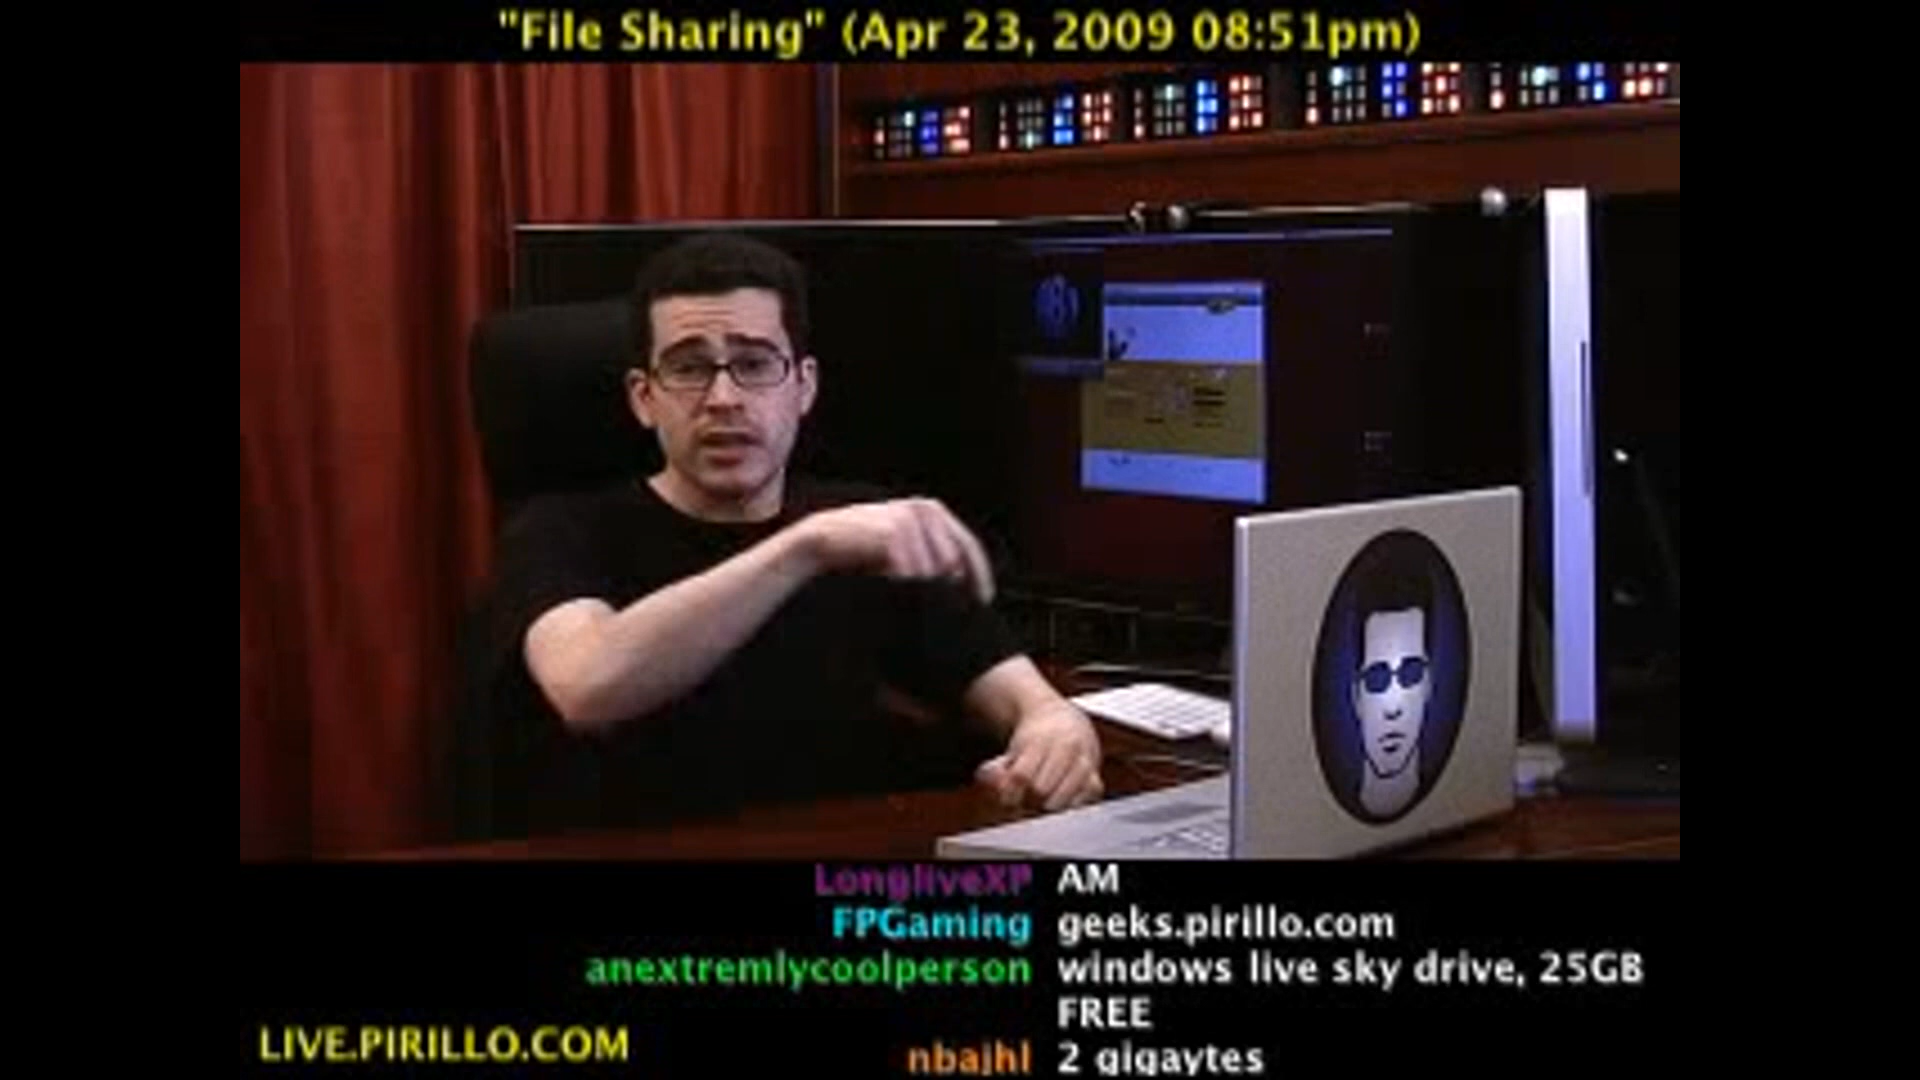 "File Sharing" (Apr 23, 2009 08:51pm)
LongliveXP AM
FPGaming geeks.pirillo.com
anextremlycoolperson windows live sky drive, 25GB
FREE
LIVE.PIRILLO.COM
nbajhl 2 gigaytes